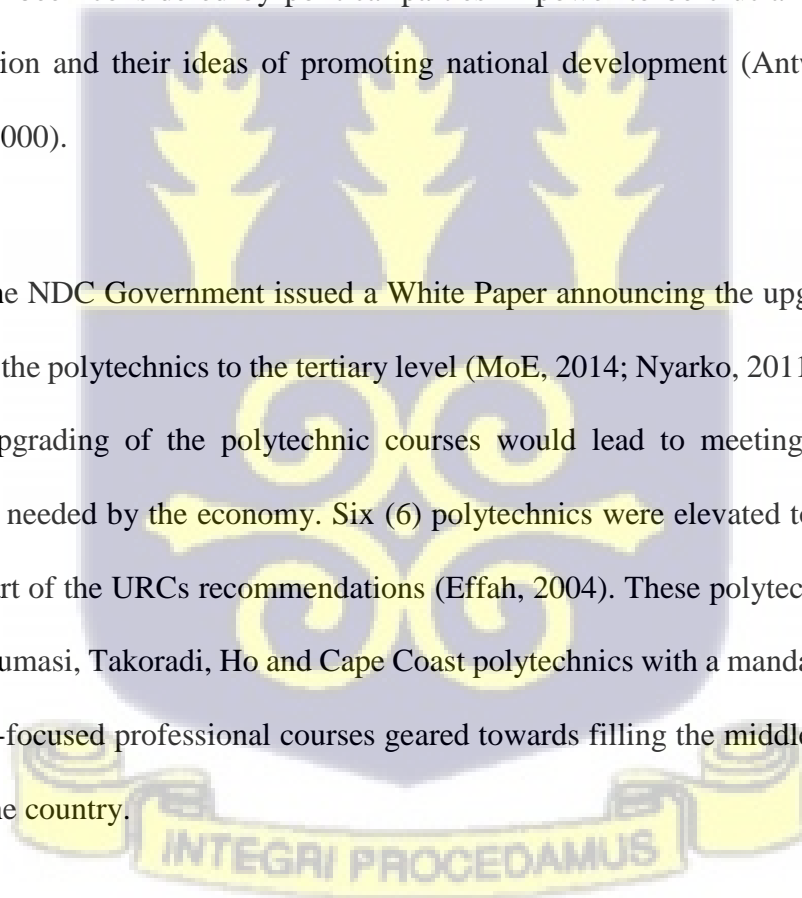 ion and their ideas of promoting national development (Antw
000).
ne NDC Government issued a White Paper announcing the upg
the polytechnics to the tertiary level (MoE, 2014; Nyarko, 2011
pgrading of the polytechnic courses would lead to meeting
needed by the economy. Six (6) polytechnics were elevated to
rt of the URCs recommendations (Effah, 2004). These polytec
umasi, Takoradi, Ho and Cape Coast polytechnics with a manda
-focused professional courses geared towards filling the middle
ne country.
INTEGRI PROCEDAMUS